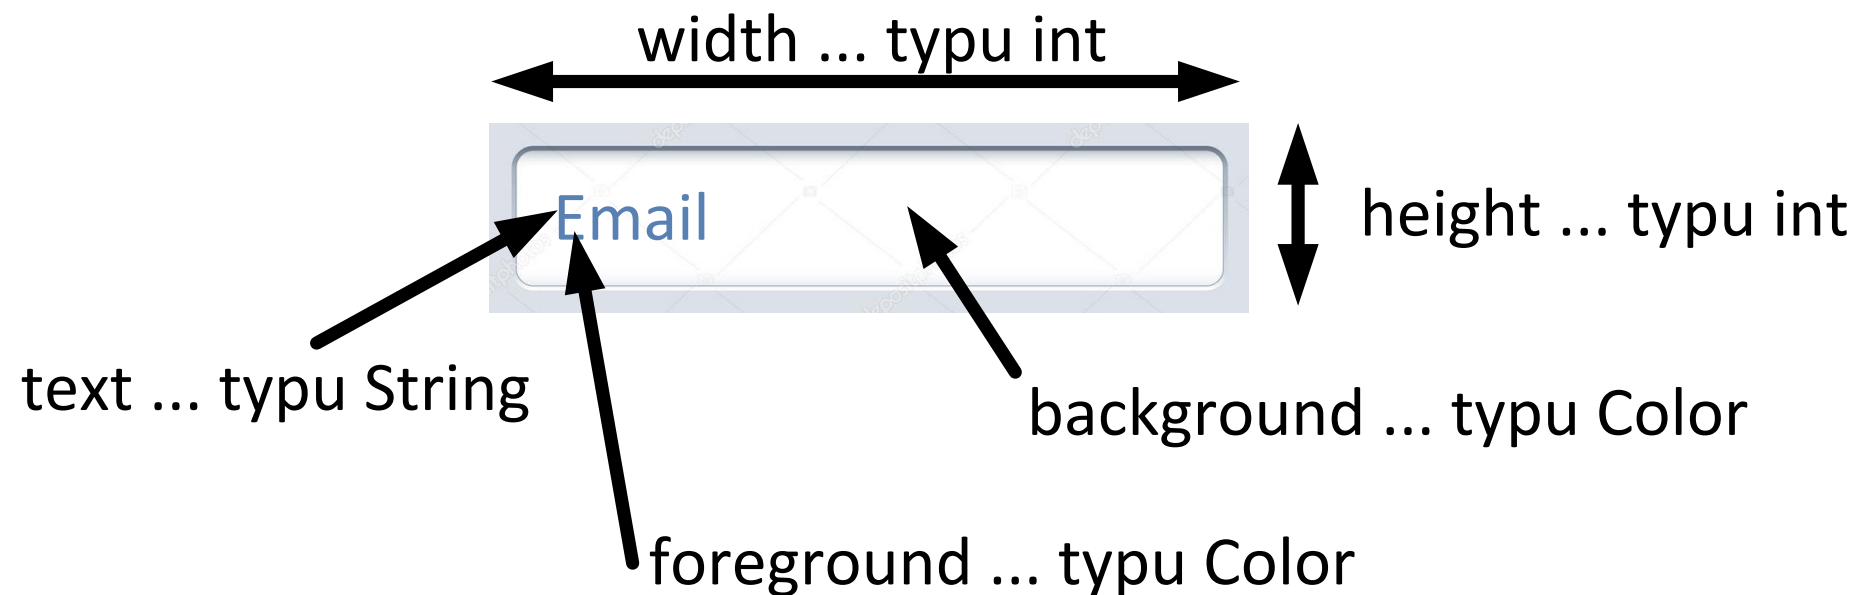 width ... typu int
Email
height ... typu int
text ... typu String
background ... typu Color
foreground ... typu Color